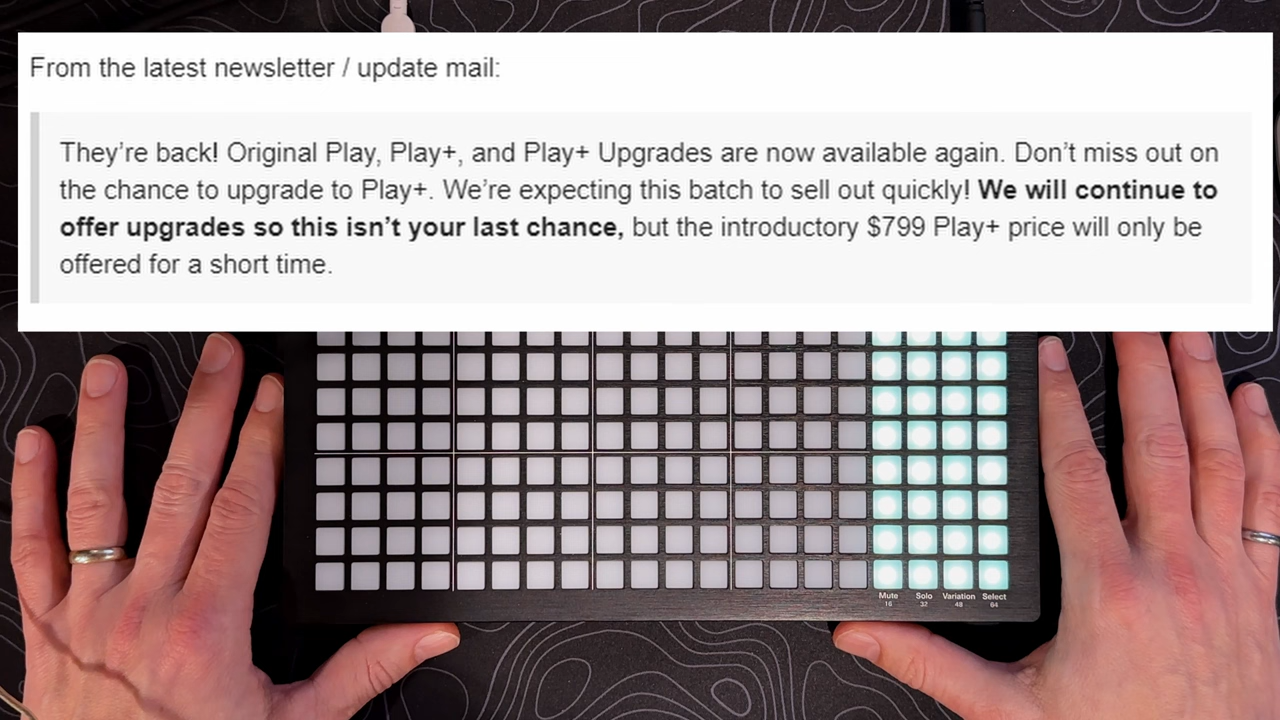 From the latest newsletter / update mail:
They’re back! Original Play, Play+, and Play+ Upgrades are now available again. Don’t miss out on
the chance to upgrade to Play+. We’re expecting this batch to sell out quickly! We will continue to
offer upgrades so this isn’t your last chance, but the introductory $799 Play+ price will only be
offered for a short time.
Mute Solo Variation Select
16 32 48 64